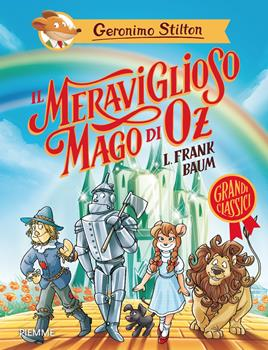 Geronimo Stilton
IL
MERAVIGLIOSO
MAGO DI OZ
L. FRANK
BAUM
GRANDI
CLASSICI
PIEMME